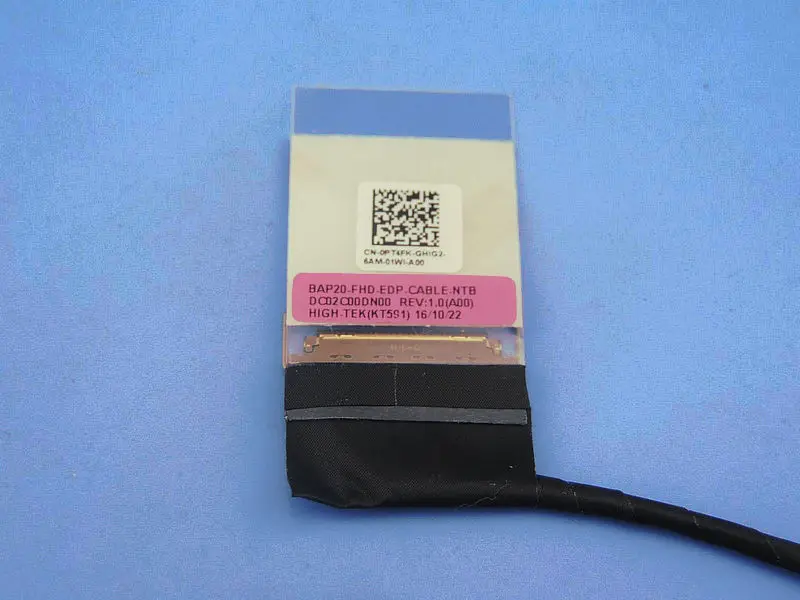 CN-0PT4FK-GHIG2-
6AM-01WI-A00
BAP20-FHD-EDP-CABLE-NTB
DC02C00DN00 REV:1.0(A00)
HIGH-TEK(KT591) 16/10/22